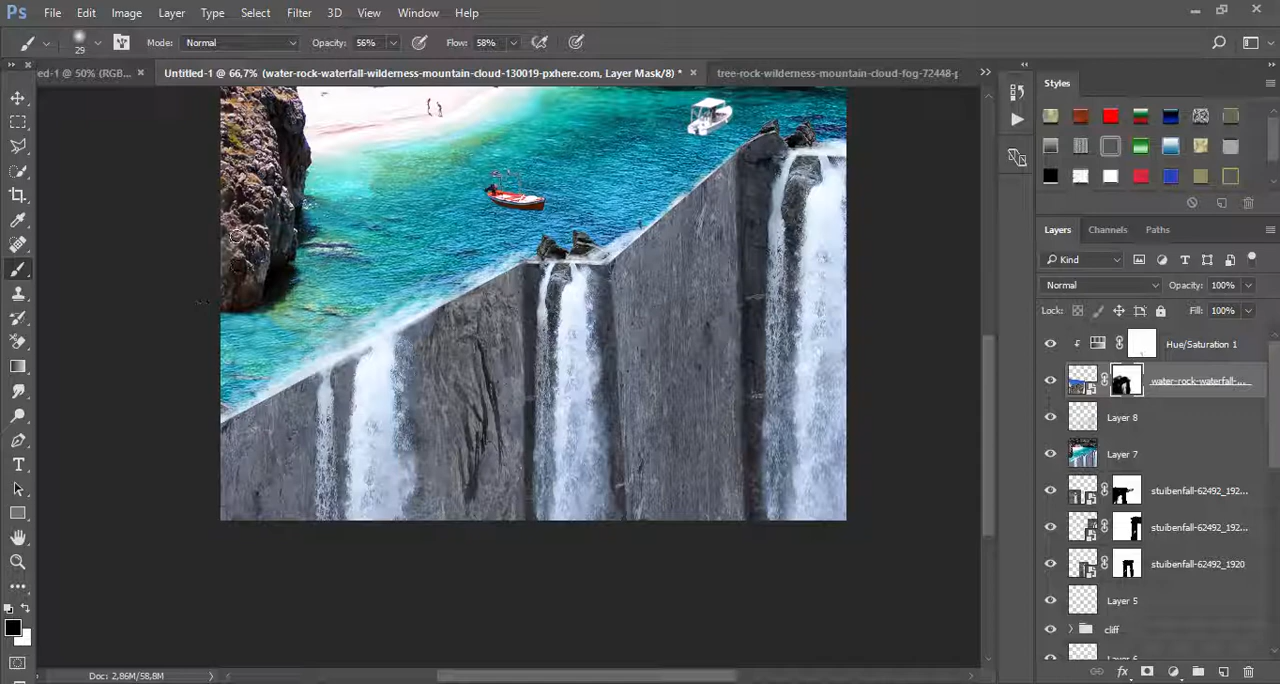 Ps File Edit Image Layer Type Select Filter 3D View Window Help
29 Mode: Normal Opacity: 56% Flow: 58%
ed-1 @ 50% (RGB... × Untitled-1 @ 66,7% (water-rock-waterfall-wilderness-mountain-cloud-130019-pxhere.com, Layer Mask/8) * × tree-rock-wilderness-mountain-cloud-fog-72448-p
Styles
Layers Channels Paths
Kind
Normal Opacity: 100%
Lock: Fill: 100%
Hue/Saturation 1
water-rock-waterfall-...
Layer 8
Layer 7
stuibenfall-62492_192...
stuibenfall-62492_192...
stuibenfall-62492_1920
Layer 5
cliff
Layer 6
Doc: 2,86M/58,8M